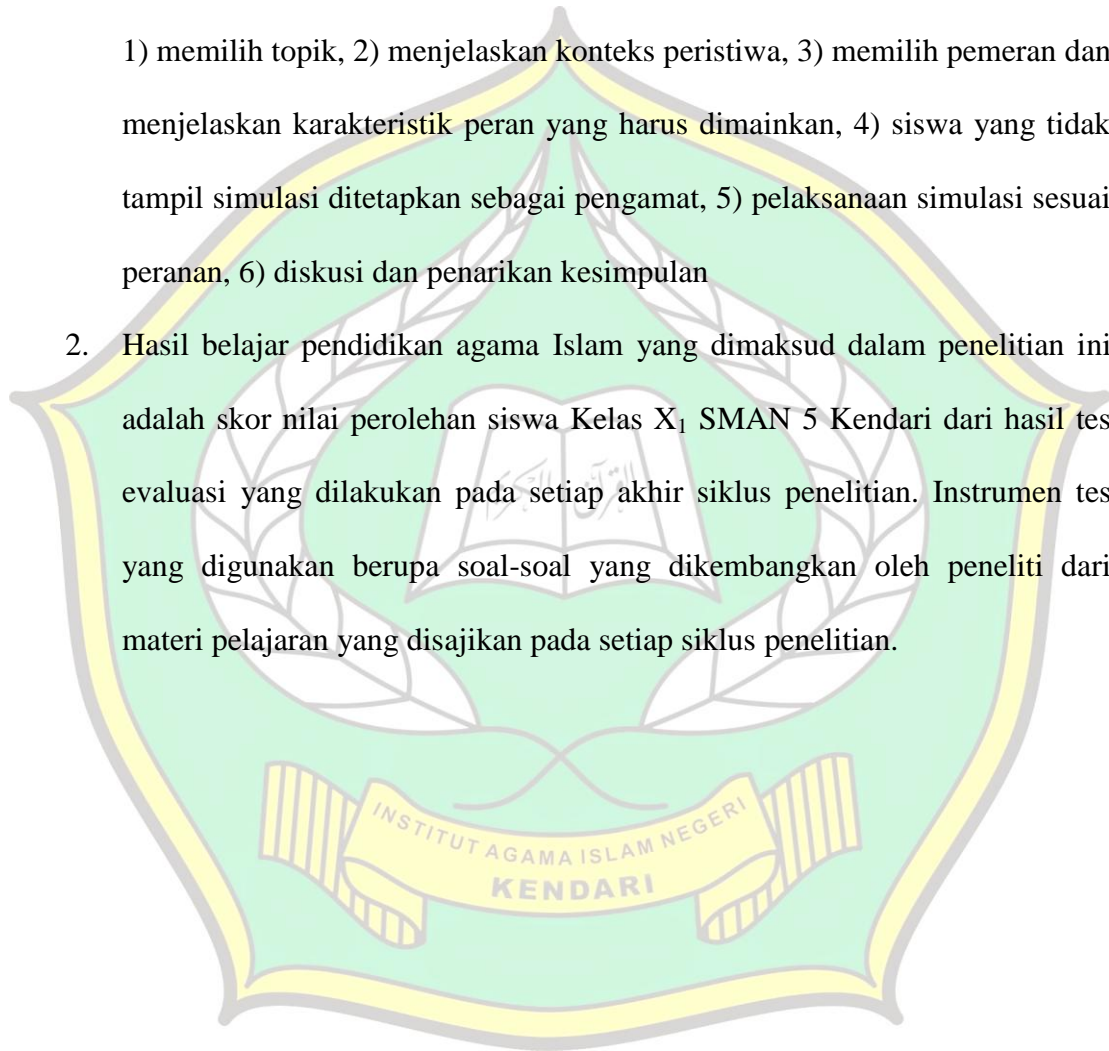 1) memilih topik, 2) menjelaskan konteks peristiwa, 3) memilih pemeran dan
menjelaskan karakteristik peran yang harus dimainkan, 4) siswa yang tidak
tampil simulasi ditetapkan sebagai pengamat, 5) pelaksanaan simulasi sesuai
peranan, 6) diskusi dan penarikan kesimpulan
2. Hasil belajar pendidikan agama Islam yang dimaksud dalam penelitian ini
adalah skor nilai perolehan siswa Kelas X₁ SMAN 5 Kendari dari hasil tes
evaluasi yang dilakukan pada setiap akhir siklus penelitian. Instrumen tes
yang digunakan berupa soal-soal yang dikembangkan oleh peneliti dari
materi pelajaran yang disajikan pada setiap siklus penelitian.
القرآن الكريم
INSTITUT AGAMA ISLAM NEGERI
KENDARI